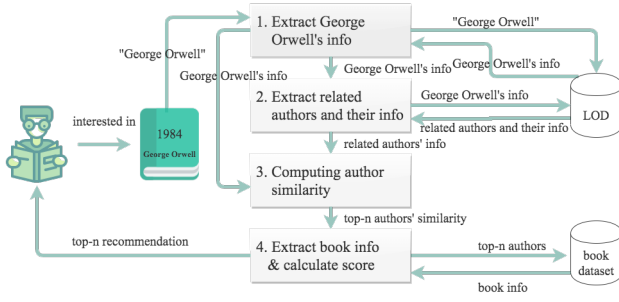 "George Orwell"
1. Extract George
Orwell's info
"George Orwell"
George Orwell's info
George Orwell's info
George Orwell's info
2. Extract related
authors and their info
George Orwell's info
related authors and their info
LOD
interested in
1984
George Orwell
related authors' info
3. Computing author
similarity
top-n authors' similarity
top-n recommendation
4. Extract book info
& calculate score
top-n authors
book info
book
dataset